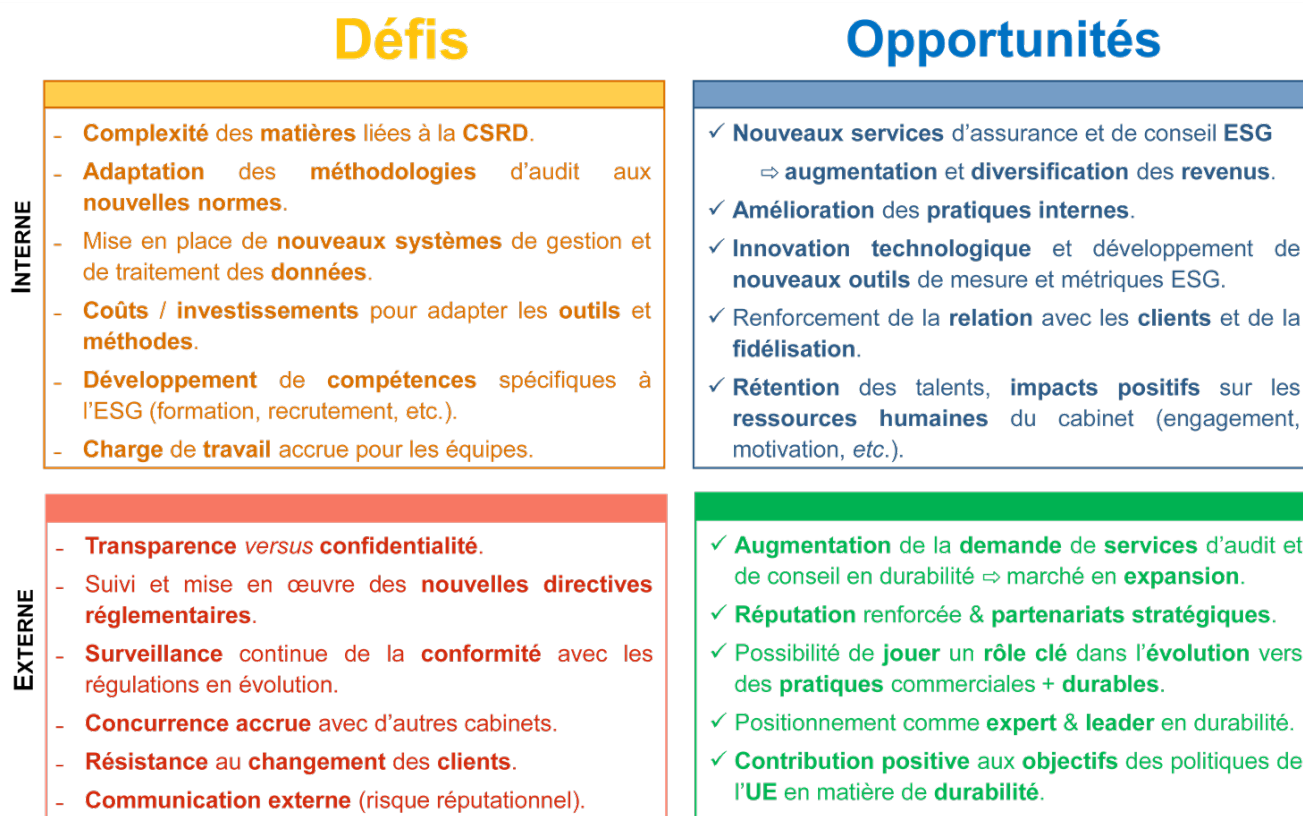 Défis
Opportunités
INTERNE
- Complexité des matières liées à la CSRD.
- Adaptation des méthodologies d'audit aux
nouvelles normes.
- Mise en place de nouveaux systèmes de gestion et
de traitement des données.
- Coûts / investissements pour adapter les outils et
méthodes.
- Développement de compétences spécifiques à
l'ESG (formation, recrutement, etc.).
- Charge de travail accrue pour les équipes.
✓ Nouveaux services d'assurance et de conseil ESG
⇨ augmentation et diversification des revenus.
✓ Amélioration des pratiques internes.
✓ Innovation technologique et développement de
nouveaux outils de mesure et métriques ESG.
✓ Renforcement de la relation avec les clients et de la
fidélisation.
✓ Rétention des talents, impacts positifs sur les
ressources humaines du cabinet (engagement,
motivation, etc.).
EXTERNE
- Transparence versus confidentialité.
- Suivi et mise en œuvre des nouvelles directives
réglementaires.
- Surveillance continue de la conformité avec les
régulations en évolution.
- Concurrence accrue avec d'autres cabinets.
- Résistance au changement des clients.
- Communication externe (risque réputationnel).
✓ Augmentation de la demande de services d'audit et
de conseil en durabilité ⇨ marché en expansion.
✓ Réputation renforcée & partenariats stratégiques.
✓ Possibilité de jouer un rôle clé dans l'évolution vers
des pratiques commerciales + durables.
✓ Positionnement comme expert & leader en durabilité.
✓ Contribution positive aux objectifs des politiques de
l'UE en matière de durabilité.